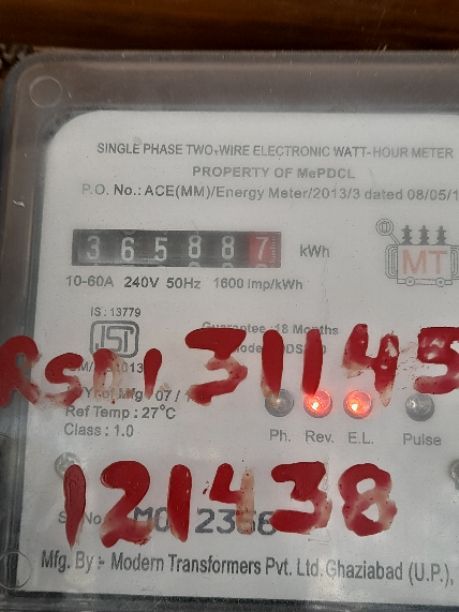 SINGLE PHASE TWO-WIRE ELECTRONIC WATT-HOUR METER
PROPERTY OF MePDCL
P.O. No.: ACE(MM)/Energy Meter/2013/3 dated 08/05/1
365887 kWh
MT
10-60A 240V 50Hz 1600 Imp/kWh
IS : 13779
ISI
Guarantee :18 Months
311145
Ref Temp : 27°C
Class : 1.0
Ph. Rev. E.L. Pulse
121438
Mfg. By :- Modern Transformers Pvt. Ltd. Ghaziabad (U.P.),